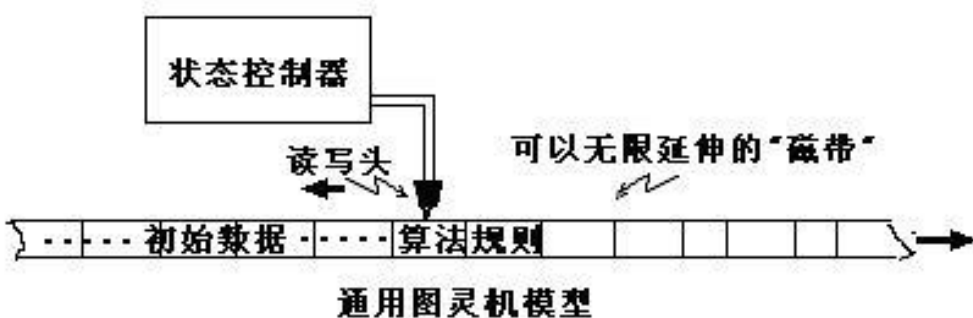 状态控制器
读写头
可以无限延伸的"磁带"
初始数据
算法规则
通用图灵机模型